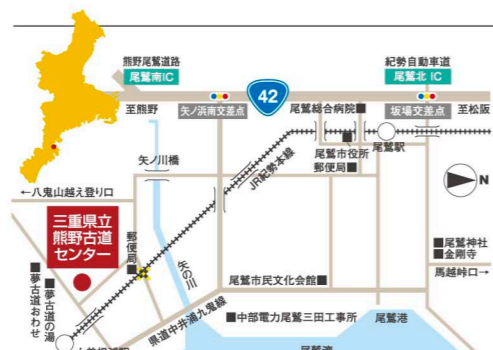 熊野尾鷲道路
尾鷲南IC
紀勢自動車道
尾鷲北 IC
42
至熊野
矢ノ浜南交差点
尾鷲総合病院■
坂場交差点
至松阪
尾鷲駅
■
尾鷲市役所
郵便局■
矢ノ川橋
JR紀勢本線
N
←八鬼山越え登り口
三重県立
熊野古道
センター
郵便局■
矢の川
■尾鷲神社
■金剛寺
馬越峠口→
■夢古道の湯
■夢古道おわせ
尾鷲市民文化会館■
県道中井浦九鬼線
■中部電力尾鷲三田工事所
尾鷲港